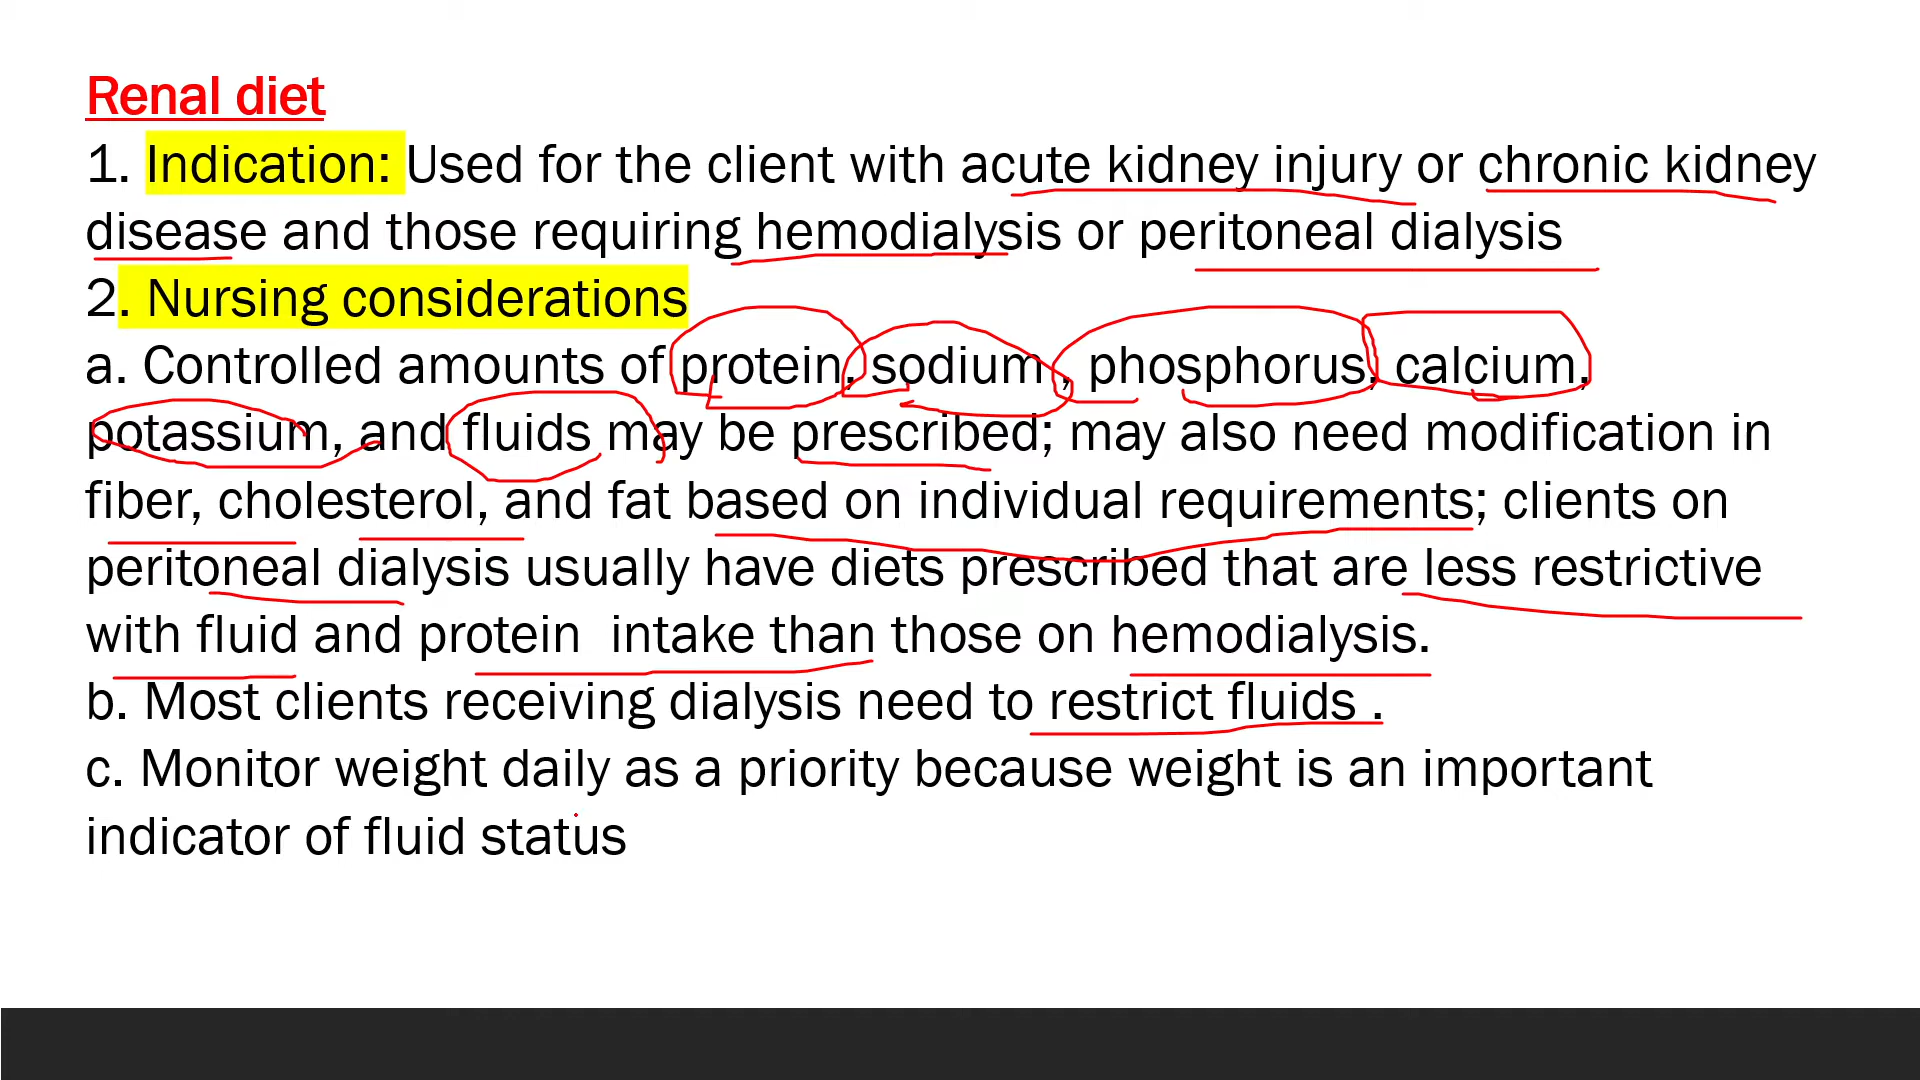 Renal diet
1. Indication: Used for the client with acute kidney injury or chronic kidney
disease and those requiring hemodialysis or peritoneal dialysis
2. Nursing considerations
a. Controlled amounts of protein, sodium , phosphorus, calcium,
potassium, and fluids may be prescribed; may also need modification in
fiber, cholesterol, and fat based on individual requirements; clients on
peritoneal dialysis usually have diets prescribed that are less restrictive
with fluid and protein  intake than those on hemodialysis.
b. Most clients receiving dialysis need to restrict fluids .
c. Monitor weight daily as a priority because weight is an important
indicator of fluid status